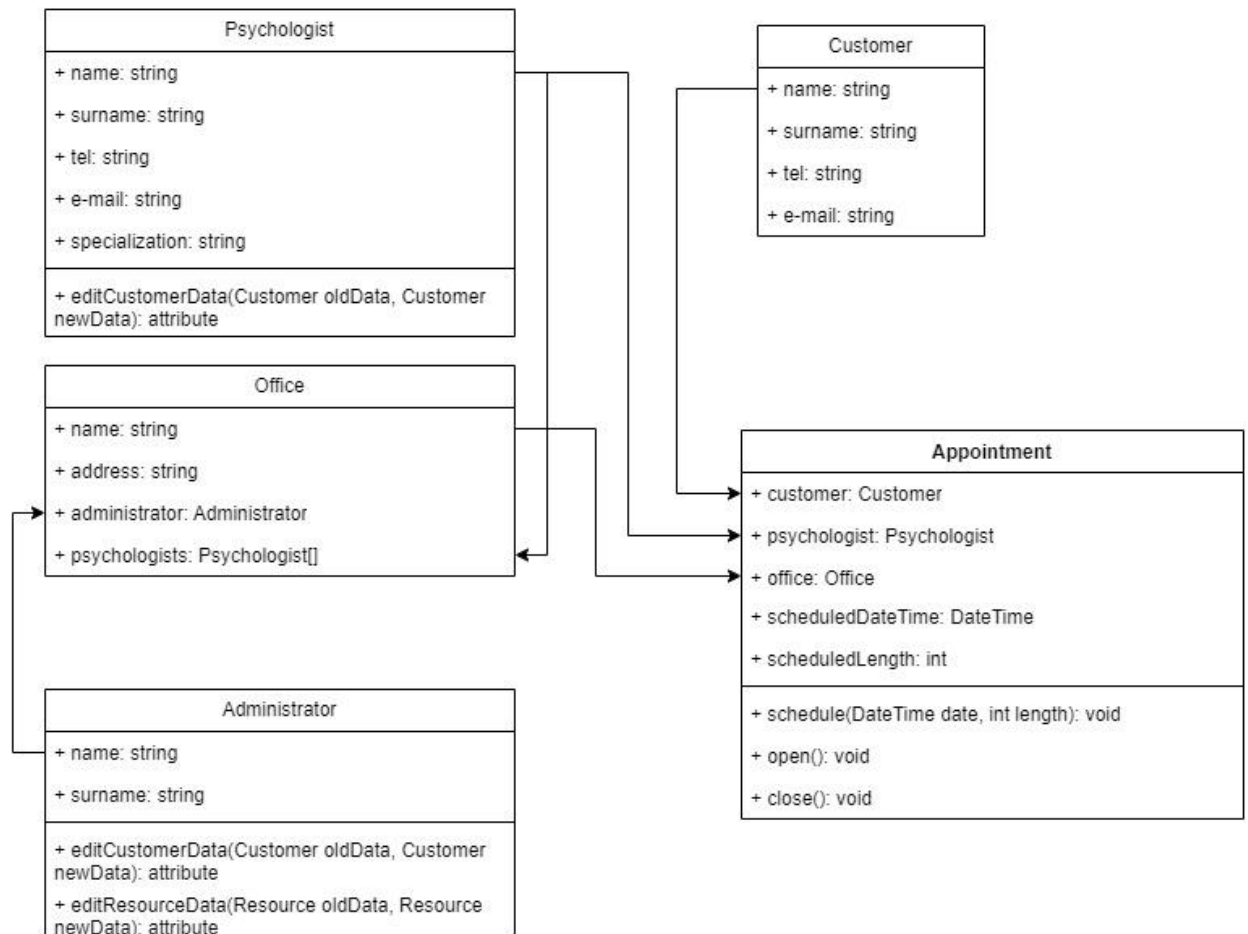 Psychologist
+ name: string
+ surname: string
+ tel: string
+ e-mail: string
+ specialization: string
+ editCustomerData(Customer oldData, Customer
newData): attribute
Customer
+ name: string
+ surname: string
+ tel: string
+ e-mail: string
Office
+ name: string
+ address: string
+ administrator: Administrator
+ psychologists: Psychologist[]
Appointment
+ customer: Customer
+ psychologist: Psychologist
+ office: Office
+ scheduledDateTime: DateTime
+ scheduledLength: int
+ schedule(DateTime date, int length): void
+ open(): void
+ close(): void
Administrator
+ name: string
+ surname: string
+ editCustomerData(Customer oldData, Customer
newData): attribute
+ editResourceData(Resource oldData, Resource
newData): attribute